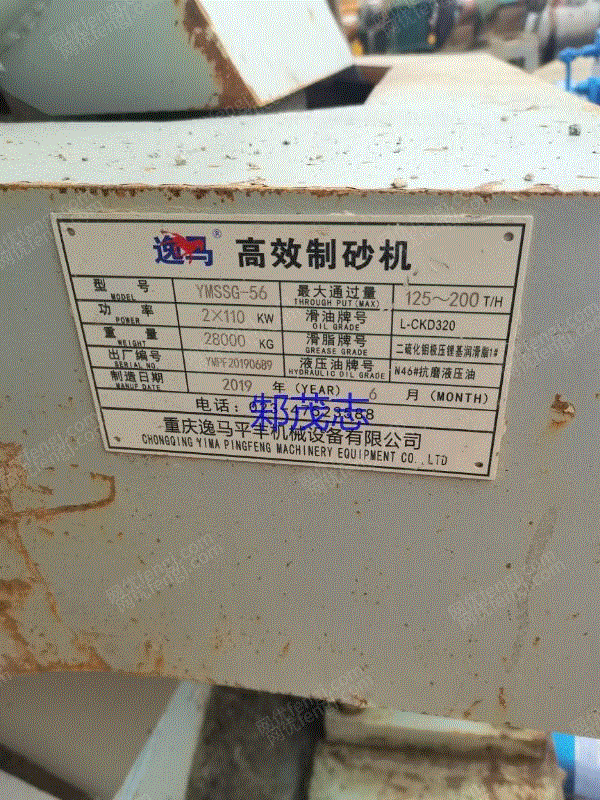 逸马® 高效制砂机
型 号 MODEL YMSSG-56 最大通过量 THROUGH PUT(MAX) 125～200 T/H
功 率 POWER 2×110 KW 滑油牌号 OIL GRADE L-CKD320
重 量 WEIGHT 28000 KG 滑脂牌号 GREASE GRADE 二硫化钼极压锂基润滑脂1#
出厂编号 SERIAL NO. YMPF20190689 液压油牌号 HYDRAULIC OIL GRADE N46#抗磨液压油
制造日期 MANUF DATE 2019 年 (YEAR) 6 月 (MONTH)
电话:
邾茂志
重庆逸马平丰机械设备有限公司
CHONGQING YIMA PINGFENG MACHINERY EQUIPMENT CO.,LTD